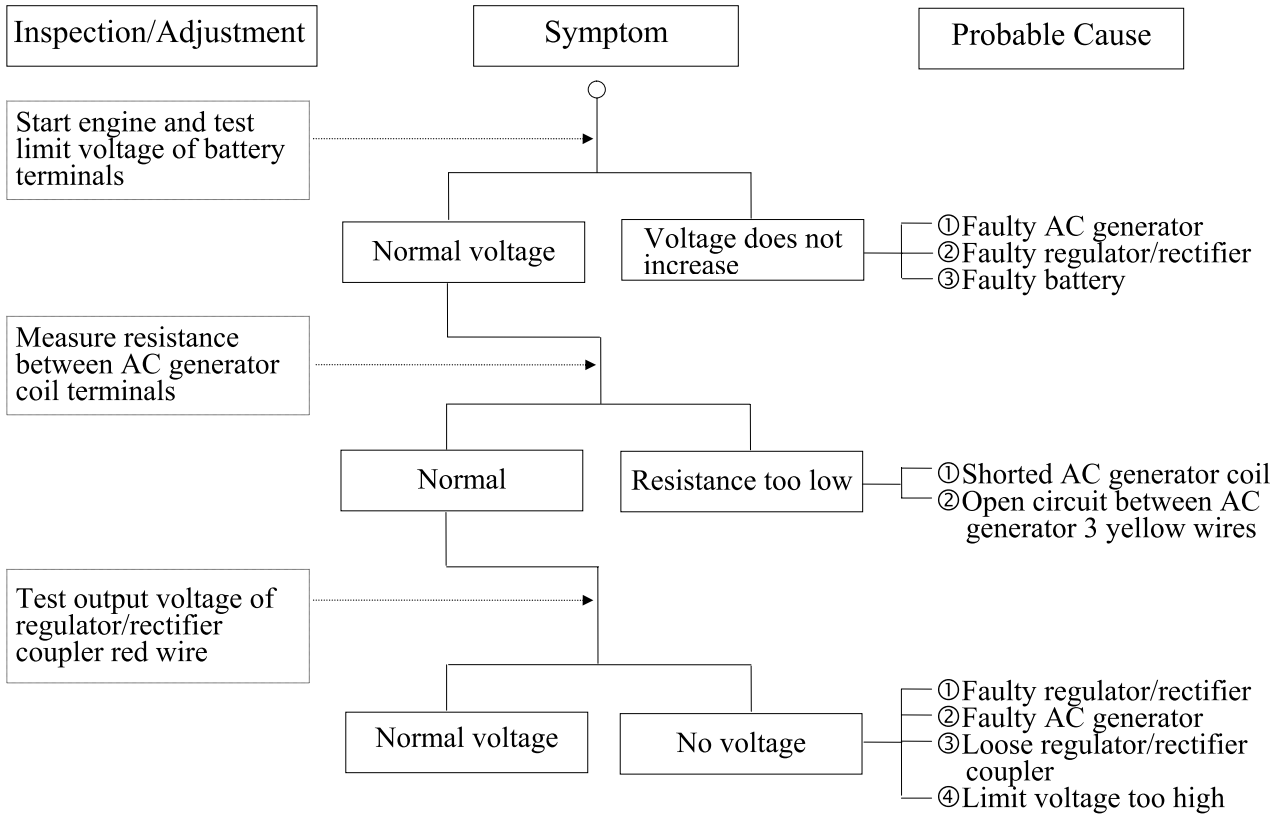 Inspection/Adjustment
Symptom
Probable Cause
Start engine and test
limit voltage of battery
terminals
Normal voltage
Voltage does not
increase
①Faulty AC generator
②Faulty regulator/rectifier
③Faulty battery
Measure resistance
between AC generator
coil terminals
Normal
Resistance too low
①Shorted AC generator coil
②Open circuit between AC
generator 3 yellow wires
Test output voltage of
regulator/rectifier
coupler red wire
Normal voltage
No voltage
①Faulty regulator/rectifier
②Faulty AC generator
③Loose regulator/rectifier
coupler
④Limit voltage too high